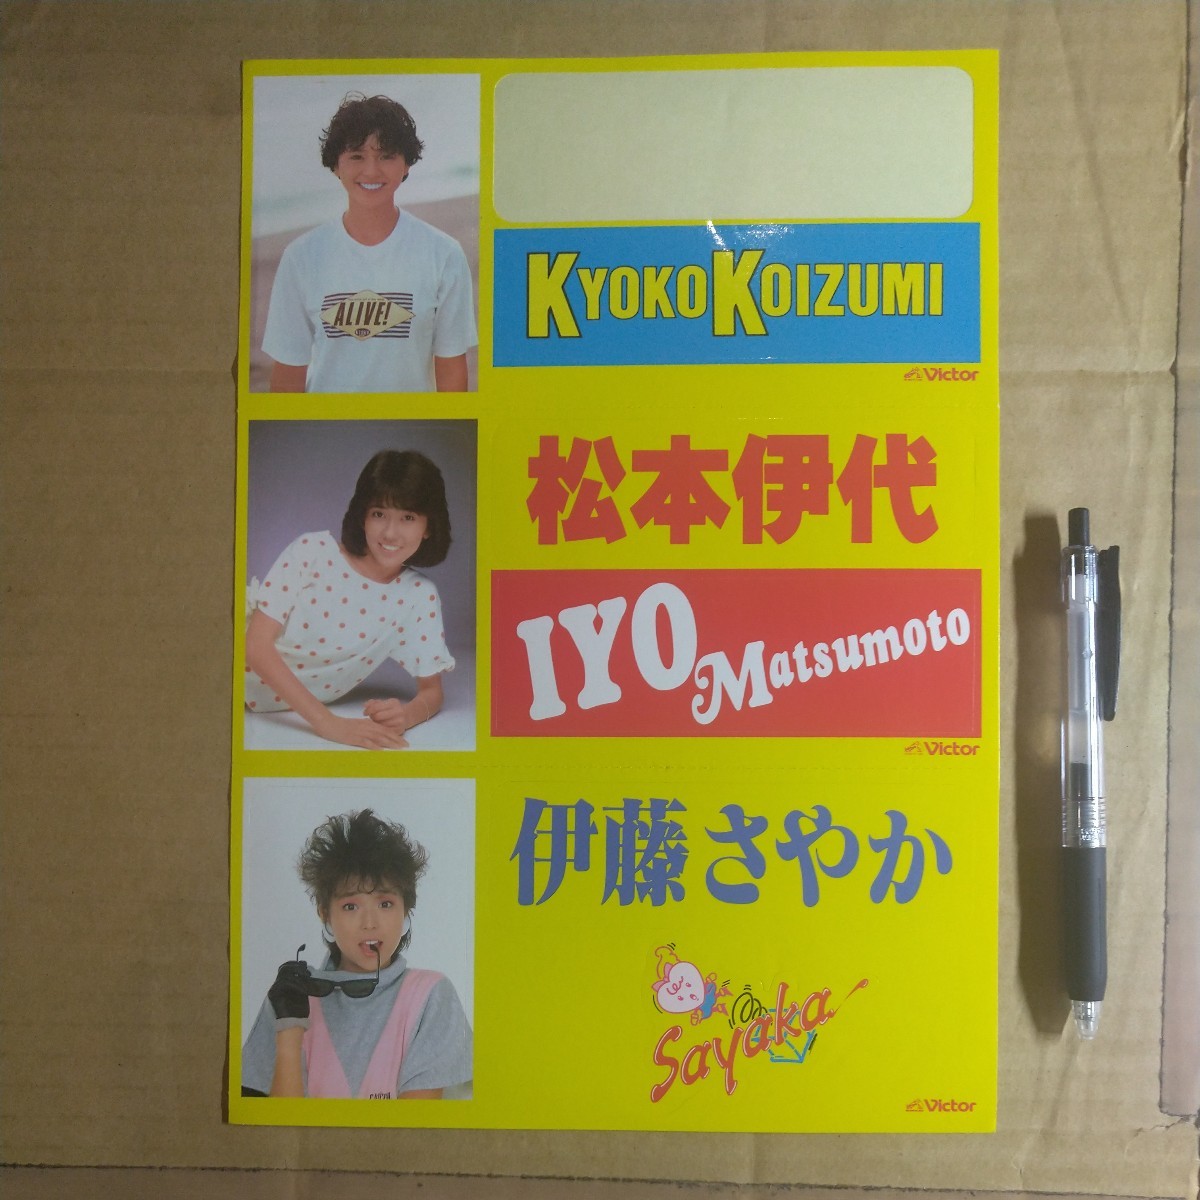 ALIVE!
KYOKO KOIZUMI
Victor
松本伊代
IYO Matsumoto
Victor
伊藤さやか
Sayaka
Victor